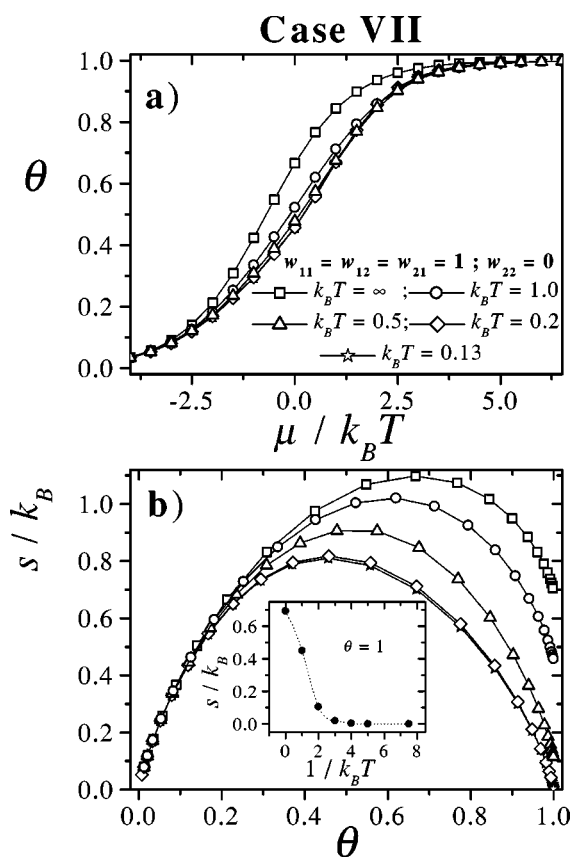 Case VII
a)
1.0
0.8
0.6
0.4
0.2
0.0
θ
w11 = w12 = w21 = 1 ; w22 = 0
kBT = ∞ ; kBT = 1.0
kBT = 0.5; kBT = 0.2
kBT = 0.13
-2.5 0.0 2.5 5.0
μ / kBT
b)
s / kB
1.0
0.8
0.6
0.4
0.2
0.0
0.6
0.4
0.2
0.0
s / kB
θ = 1
0 2 4 6 8
1 / kBT
0.0 0.2 0.4 0.6 0.8 1.0
θ